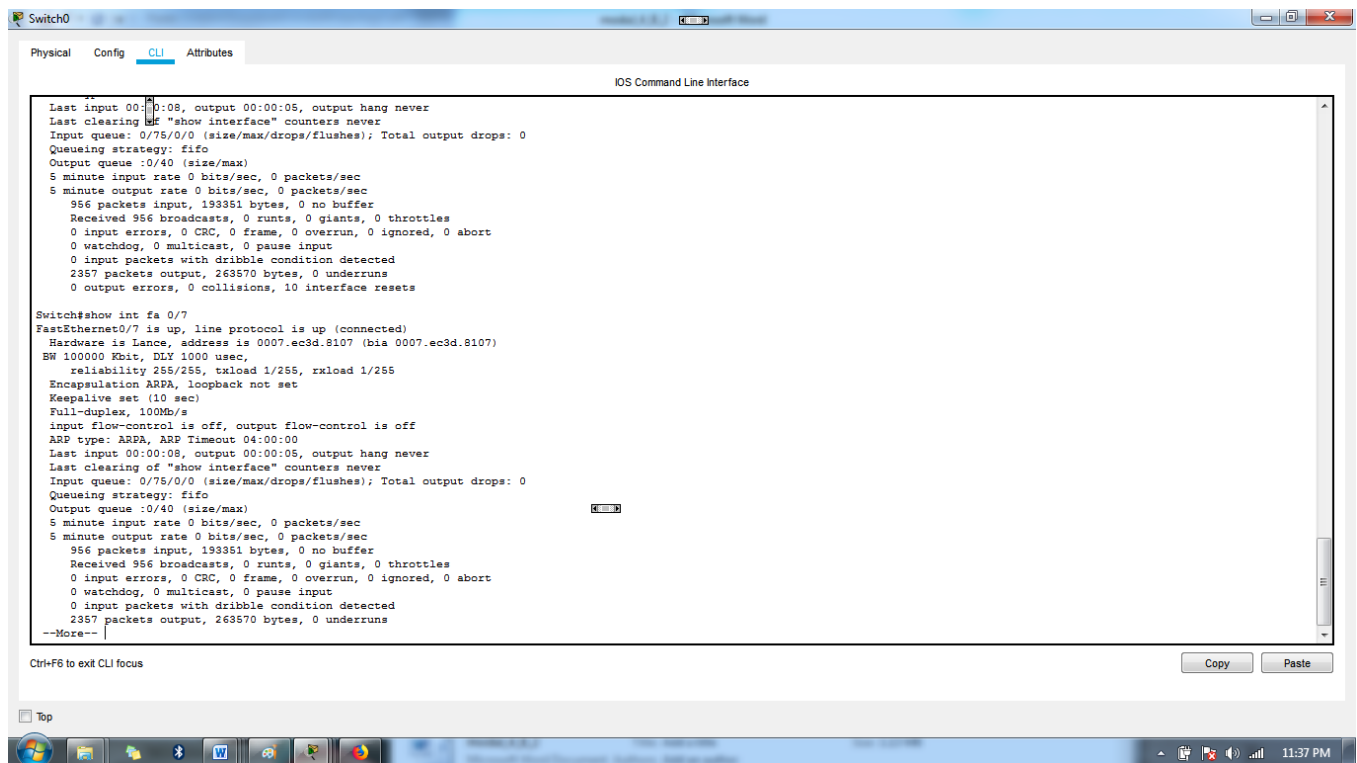 Switch0
Physical Config CLI Attributes
IOS Command Line Interface
Last input 00: 0:08, output 00:00:05, output hang never
Last clearing of "show interface" counters never
Input queue: 0/75/0/0 (size/max/drops/flushes); Total output drops: 0
Queueing strategy: fifo
Output queue :0/40 (size/max)
5 minute input rate 0 bits/sec, 0 packets/sec
5 minute output rate 0 bits/sec, 0 packets/sec
956 packets input, 193351 bytes, 0 no buffer
Received 956 broadcasts, 0 runts, 0 giants, 0 throttles
0 input errors, 0 CRC, 0 frame, 0 overrun, 0 ignored, 0 abort
0 watchdog, 0 multicast, 0 pause input
0 input packets with dribble condition detected
2357 packets output, 263570 bytes, 0 underruns
0 output errors, 0 collisions, 10 interface resets
Switch#show int fa 0/7
FastEthernet0/7 is up, line protocol is up (connected)
Hardware is Lance, address is 0007.ec3d.8107 (bia 0007.ec3d.8107)
BW 100000 Kbit, DLY 1000 usec,
reliability 255/255, txload 1/255, rxload 1/255
Encapsulation ARPA, loopback not set
Keepalive set (10 sec)
Full-duplex, 100Mb/s
input flow-control is off, output flow-control is off
ARP type: ARPA, ARP Timeout 04:00:00
Last input 00:00:08, output 00:00:05, output hang never
Last clearing of "show interface" counters never
Input queue: 0/75/0/0 (size/max/drops/flushes); Total output drops: 0
Queueing strategy: fifo
Output queue :0/40 (size/max)
5 minute input rate 0 bits/sec, 0 packets/sec
5 minute output rate 0 bits/sec, 0 packets/sec
956 packets input, 193351 bytes, 0 no buffer
Received 956 broadcasts, 0 runts, 0 giants, 0 throttles
0 input errors, 0 CRC, 0 frame, 0 overrun, 0 ignored, 0 abort
0 watchdog, 0 multicast, 0 pause input
0 input packets with dribble condition detected
2357 packets output, 263570 bytes, 0 underruns
--More--
Ctrl+F6 to exit CLI focus
Copy Paste
Top
11:37 PM